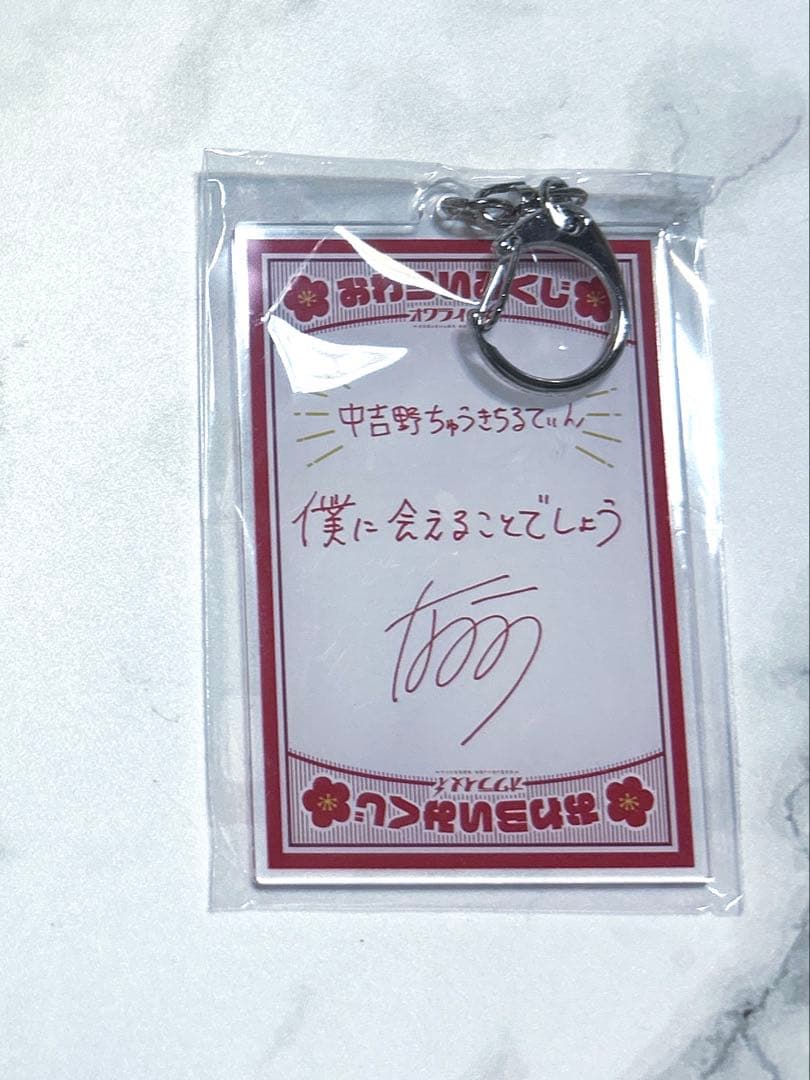 おわらいみくじ
オワライ
中吉野ちゅうきちるてぃん
僕に会えることでしょう
オワライメイ
おわらいみくじ